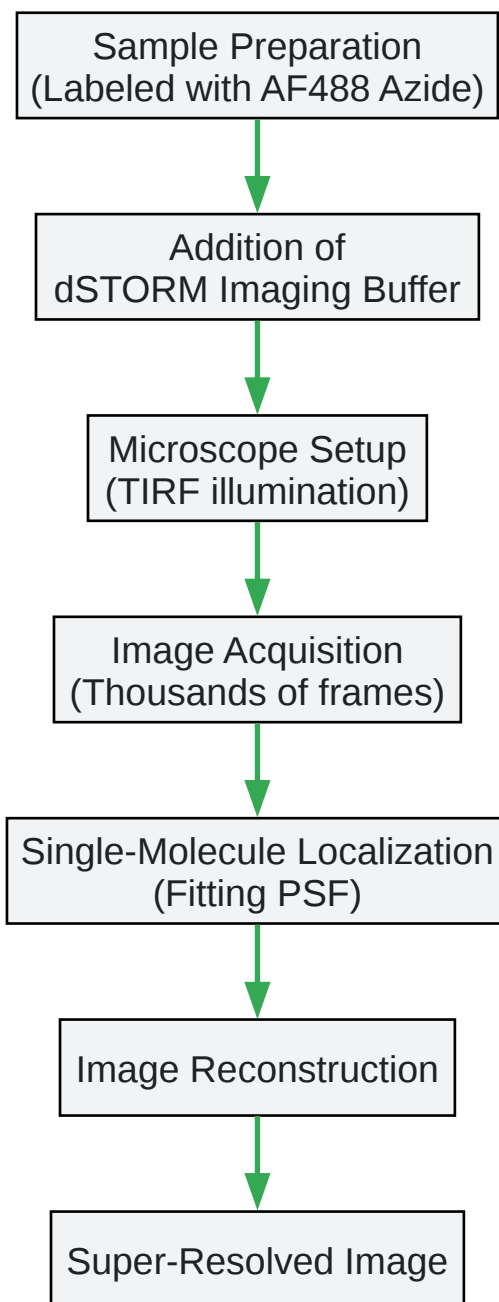 Sample Preparation
(Labeled with AF488 Azide)
Addition of
dSTORM Imaging Buffer
Microscope Setup
(TIRF illumination)
Image Acquisition
(Thousands of frames)
Single-Molecule Localization
(Fitting PSF)
Image Reconstruction
Super-Resolved Image